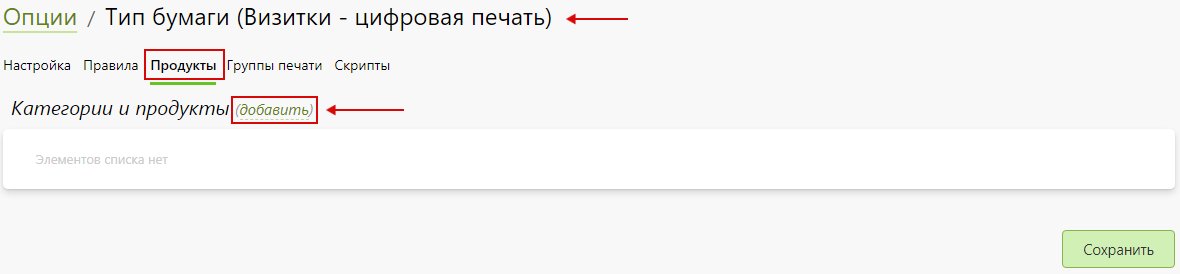 Опции / Тип бумаги (Визитки - цифровая печать)
Настройка Правила Продукты Группы печати Скрипты
Категории и продукты (добавить)
Элементов списка нет
Сохранить